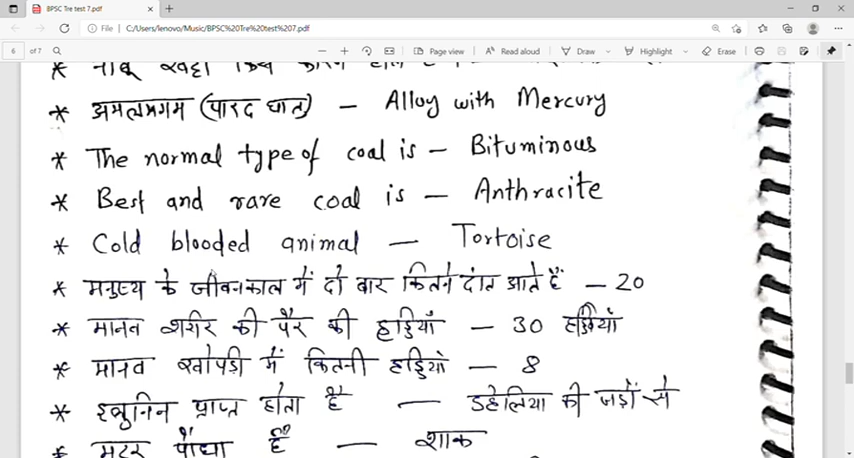 BPSC Tre test 7.pdf
File | C:/Users/lenovo/Music/BPSC%20Tre%20test%207.pdf
6 of 7 Page view Read aloud Draw Highlight Erase
* अमलगम (पारद धातु) – Alloy with Mercury
* The normal type of coal is – Bituminous
* Best and rare coal is – Anthracite
* Cold blooded animal – Tortoise
* मनुष्य के जीवनकाल में दो बार कितने दांत आते हैं – 20
* मानव शरीर की पैर की हड्डियाँ – 30 हड्डियाँ
* मानव खोपड़ी में कितनी हड्डियो – 8
* इन्सुनिन प्राप्त होता है – डहेलिया की जड़ों से
* मटर पौधा है – शाक